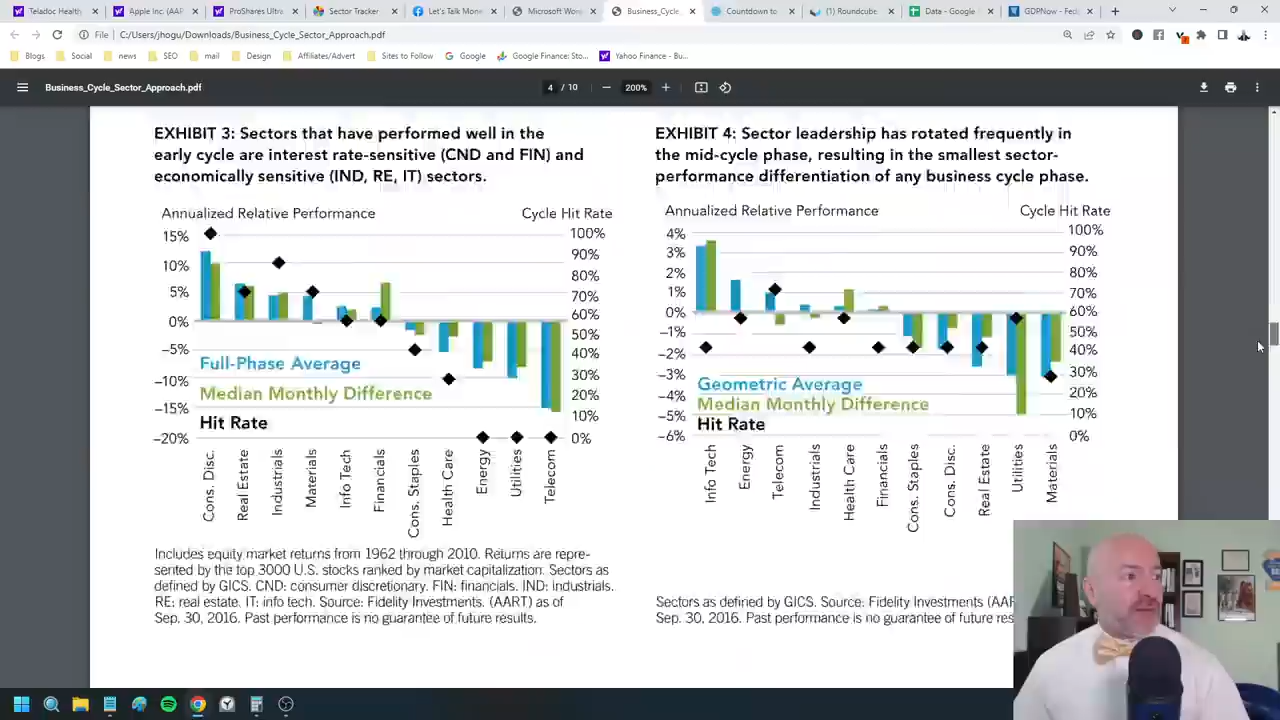 Teladoc Health
Apple Inc. (AAP
ProShares Ultra
Sector Tracker
Let's Talk Mone
Microsoft Wor
Business_Cycle
Countdown to
(1) Roundcube
Data - Google
GDPNow - Fed
File
C:/Users/jhogu/Downloads/Business_Cycle_Sector_Approach.pdf
Blogs
Social
news
SEO
mail
Design
Affiliates/Advert
Sites to Follow
Google
Google Finance: Sto...
Yahoo Finance - Bu...
Business_Cycle_Sector_Approach.pdf
4 / 10
200%
EXHIBIT 3: Sectors that have performed well in the
early cycle are interest rate-sensitive (CND and FIN) and
economically sensitive (IND, RE, IT) sectors.
Annualized Relative Performance
Cycle Hit Rate
15%
10%
5%
0%
–5%
–10%
–15%
–20%
100%
90%
80%
70%
60%
50%
40%
30%
20%
10%
0%
Full-Phase Average
Median Monthly Difference
Hit Rate
Cons. Disc.
Real Estate
Industrials
Materials
Info Tech
Financials
Cons. Staples
Health Care
Energy
Utilities
Telecom
Includes equity market returns from 1962 through 2010. Returns are repre-
sented by the top 3000 U.S. stocks ranked by market capitalization. Sectors as
defined by GICS. CND: consumer discretionary. FIN: financials. IND: industrials.
RE: real estate. IT: info tech. Source: Fidelity Investments. (AART) as of
Sep. 30, 2016. Past performance is no guarantee of future results.
EXHIBIT 4: Sector leadership has rotated frequently in
the mid-cycle phase, resulting in the smallest sector-
performance differentiation of any business cycle phase.
Annualized Relative Performance
Cycle Hit Rate
4%
3%
2%
1%
0%
–1%
–2%
–3%
–4%
–5%
–6%
100%
90%
80%
70%
60%
50%
40%
30%
20%
10%
0%
Geometric Average
Median Monthly Difference
Hit Rate
Info Tech
Energy
Telecom
Industrials
Health Care
Financials
Cons. Staples
Cons. Disc.
Real Estate
Utilities
Materials
Sectors as defined by GICS. Source: Fidelity Investments (AAR
Sep. 30, 2016. Past performance is no guarantee of future res